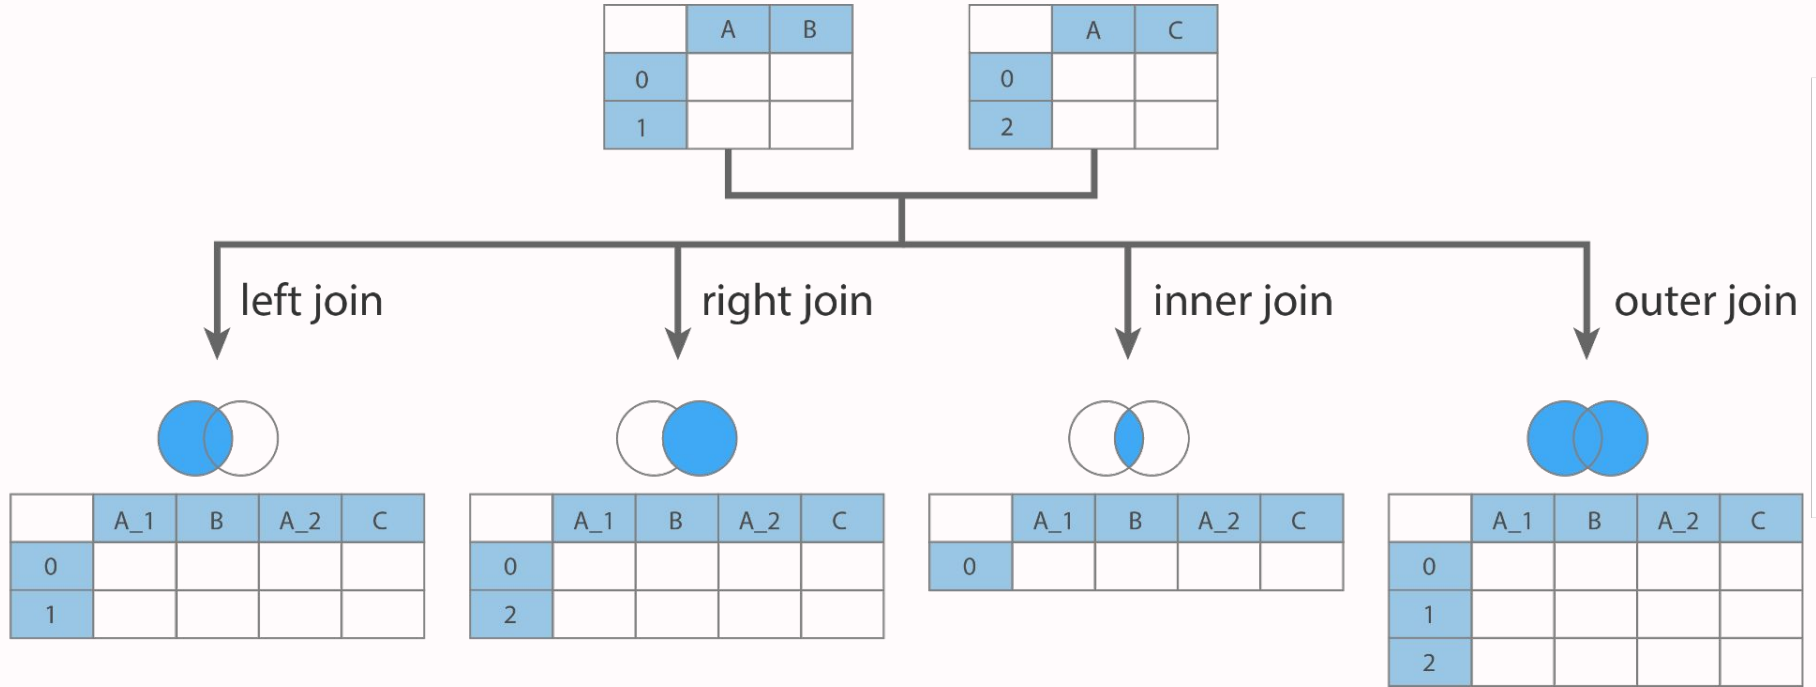 A B
0
1
A C
0
2
left join
right join
inner join
outer join
A_1 B A_2 C
0
1
A_1 B A_2 C
0
2
A_1 B A_2 C
0
A_1 B A_2 C
0
1
2